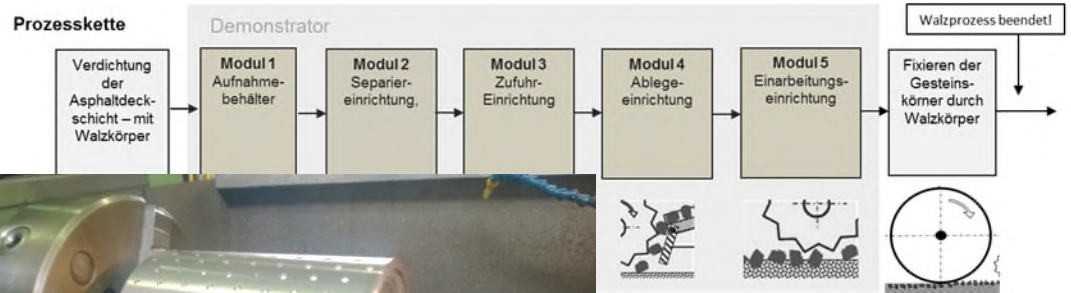 Prozesskette
Demonstrator
Walzprozess beendet!
Verdichtung
der
Asphaltdeck-
schicht – mit
Walzkörper
Modul 1
Aufnahme-
behälter
Modul 2
Separier-
einrichtung,
Modul 3
Zufuhr-
Einrichtung
Modul 4
Ablege-
einrichtung
Modul 5
Einarbeitungs-
einrichtung
Fixieren der
Gesteins-
körner durch
Walzkörper